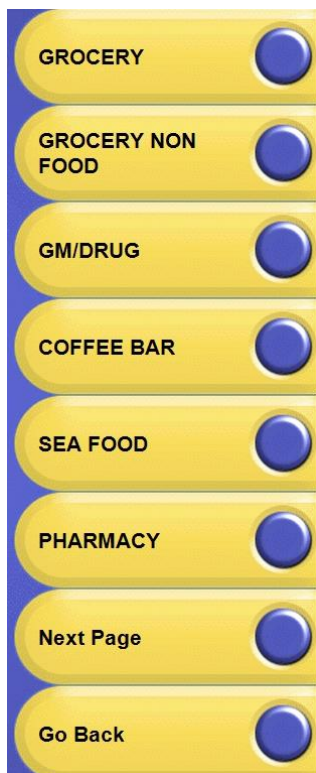 GROCERY
GROCERY NON
FOOD
GM/DRUG
COFFEE BAR
SEA FOOD
PHARMACY
Next Page
Go Back